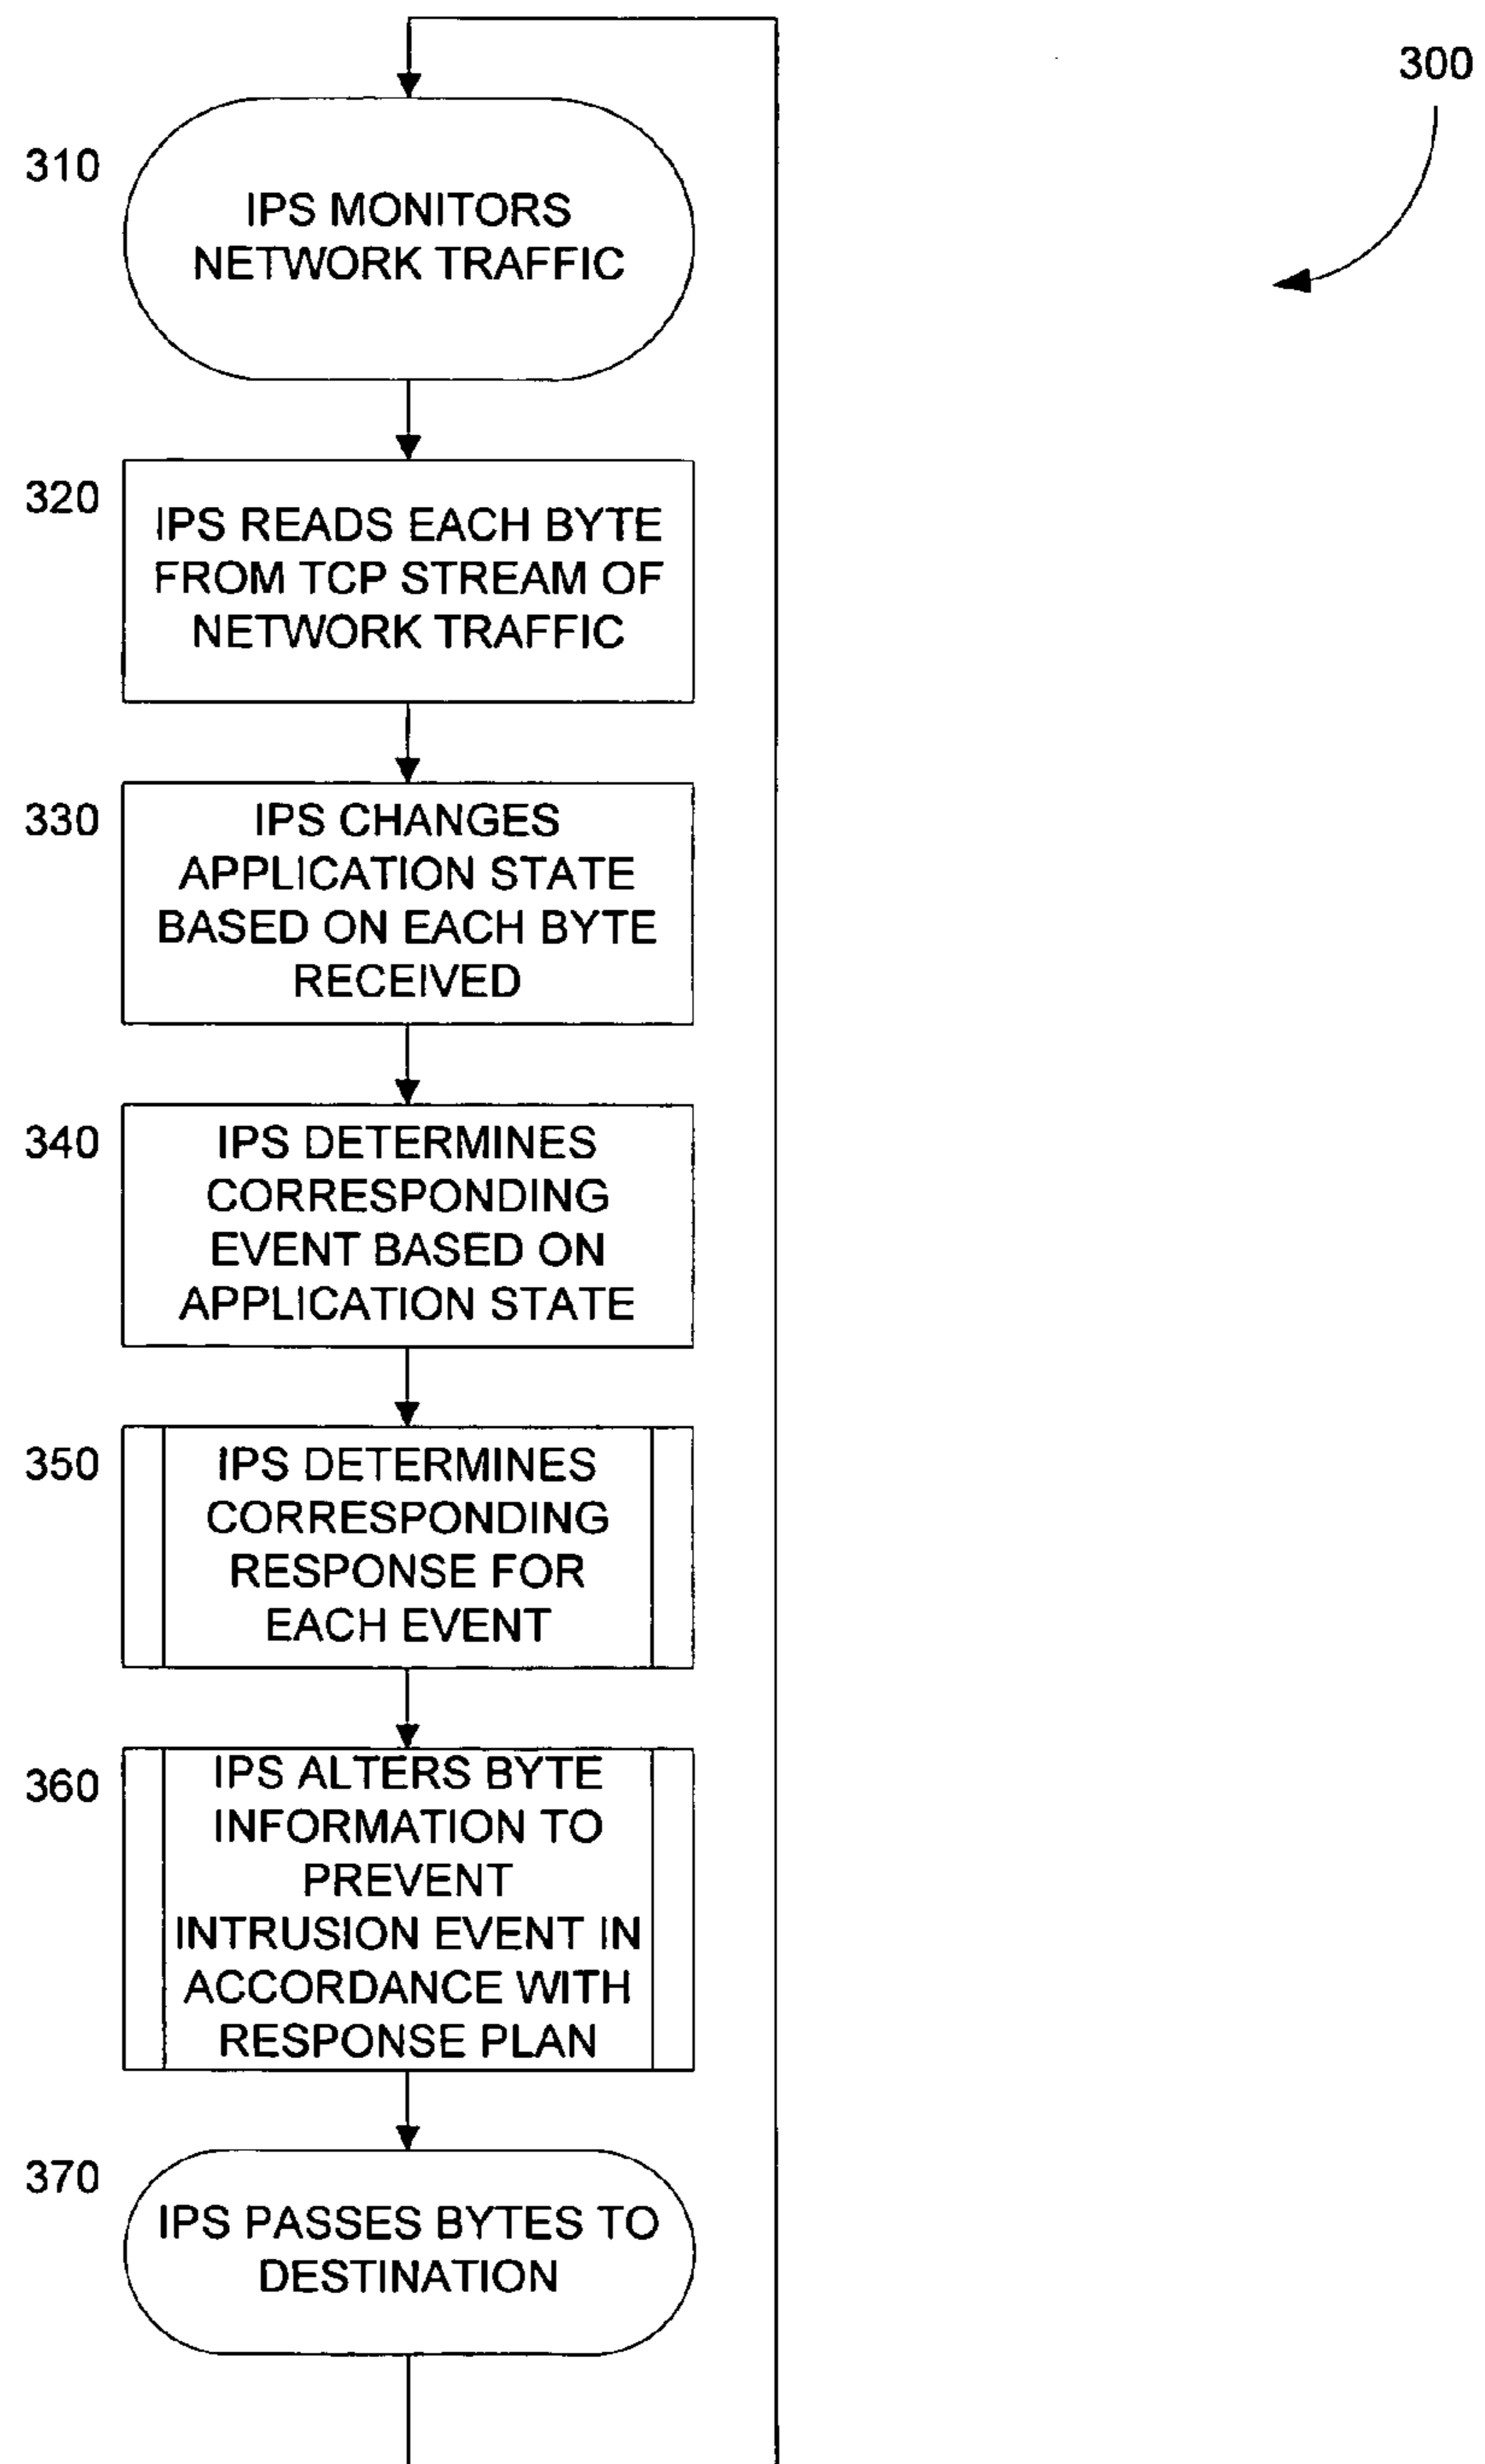 300
310
IPS MONITORS
NETWORK TRAFFIC
320
IPS READS EACH BYTE
FROM TCP STREAM OF
NETWORK TRAFFIC
330
IPS CHANGES
APPLICATION STATE
BASED ON EACH BYTE
RECEIVED
340
IPS DETERMINES
CORRESPONDING
EVENT BASED ON
APPLICATION STATE
350
IPS DETERMINES
CORRESPONDING
RESPONSE FOR
EACH EVENT
360
IPS ALTERS BYTE
INFORMATION TO
PREVENT
INTRUSION EVENT IN
ACCORDANCE WITH
RESPONSE PLAN
370
IPS PASSES BYTES TO
DESTINATION